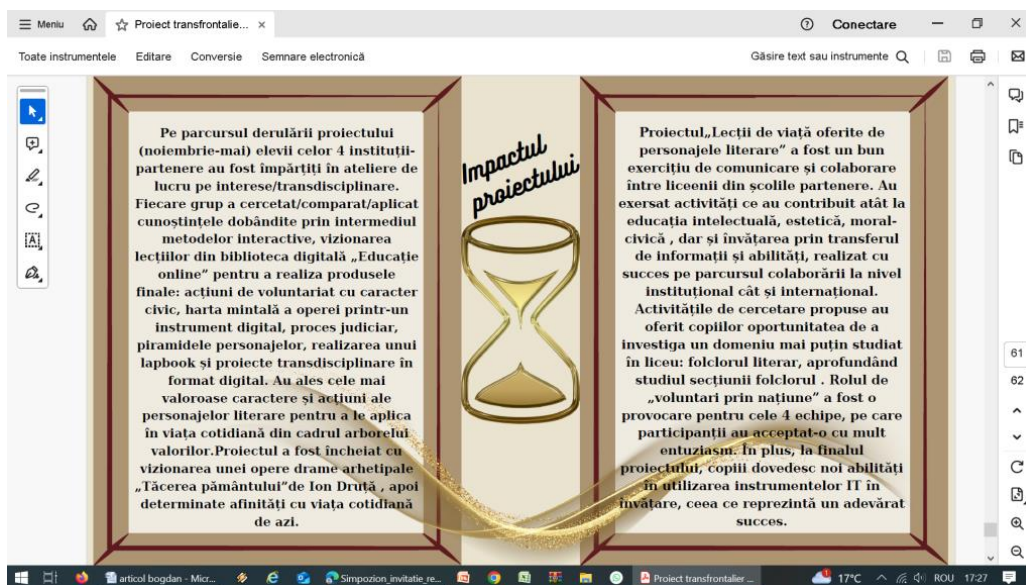 Meniu
Proiect transfrontalie... ×
Conectare
Toate instrumentele Editare Conversie Semnare electronică
Găsire text sau instrumente
Pe parcursul derulării proiectului
(noiembrie-mai) elevii celor 4 instituții-
partenere au fost împărțiți în ateliere de
lucru pe interese/transdisciplinare.
Fiecare grup a cercetat/comparat/aplicat
cunoștințele dobândite prin intermediul
metodelor interactive, vizionarea
lecțiilor din biblioteca digitală „Educație
online” pentru a realiza produsele
finale: acțiuni de voluntariat cu caracter
civic, harta mintală a operei printr-un
instrument digital, proces judiciar,
piramidele personajelor, realizarea unui
lapbook și proiecte transdisciplinare în
format digital. Au ales cele mai
valoroase caractere și acțiuni ale
personajelor literare pentru a le aplica
în viața cotidiană din cadrul arborelui
valorilor.Proiectul a fost încheiat cu
vizionarea unei opere drame arhetipale
„Tăcerea pământului”de Ion Druță , apoi
determinate afinități cu viața cotidiană
de azi.
Impactul
proiectului
Proiectul„Lecții de viață oferite de
personajele literare” a fost un bun
exercițiu de comunicare și colaborare
între liceenii din școlile partenere. Au
exersat activități ce au contribuit atât la
educația intelectuală, estetică, moral-
civică , dar și învățarea prin transferul
de informații și abilități, realizat cu
succes pe parcursul colaborării la nivel
instituțional cât și internațional.
Activitățile de cercetare propuse au
oferit copiilor oportunitatea de a
investiga un domeniu mai puțin studiat
în liceu: folclorul literar, aprofundând
studiul secțiunii folclorul . Rolul de
„voluntari prin națiune” a fost o
provocare pentru cele 4 echipe, pe care
participanții au acceptat-o cu mult
entuziasm. În plus, la finalul
proiectului, copiii dovedesc noi abilități
în utilizarea instrumentelor IT în
învățare, ceea ce reprezintă un adevărat
succes.
61
62
articol bogdan - Micr... Simpozion_invitatie_re... Proiect transfrontalier ... 17°C ROU 17:27